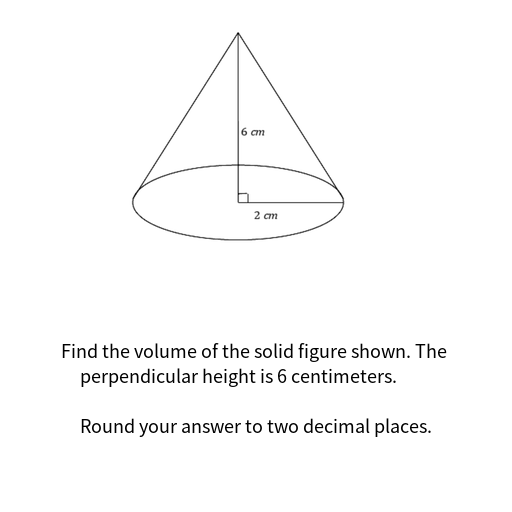 6 cm
2 cm
Find the volume of the solid figure shown. The
perpendicular height is 6 centimeters.
Round your answer to two decimal places.